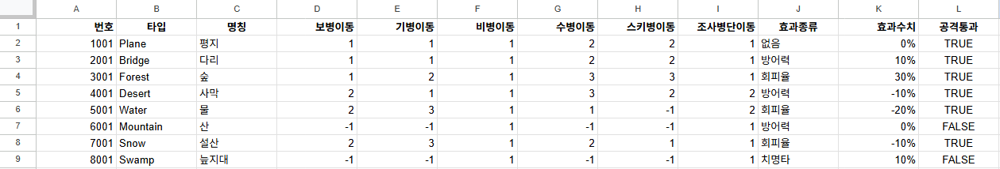 A B C D E F G H I J K L
1 번호 타입 명칭 보병이동 기병이동 비병이동 수병이동 스키병이동 조사병단이동 효과종류 효과수치 공격통과
2 1001 Plane 평지 1 1 1 2 2 1 없음 0% TRUE
3 2001 Bridge 다리 1 1 1 2 2 1 방어력 10% TRUE
4 3001 Forest 숲 1 2 1 3 3 1 회피율 30% TRUE
5 4001 Desert 사막 2 1 1 3 2 2 방어력 -10% TRUE
6 5001 Water 물 2 3 1 1 -1 2 회피율 -20% TRUE
7 6001 Mountain 산 -1 -1 1 -1 -1 1 방어력 0% FALSE
8 7001 Snow 설산 2 3 1 2 1 1 회피율 -10% TRUE
9 8001 Swamp 늪지대 -1 -1 1 -1 -1 1 치명타 10% FALSE